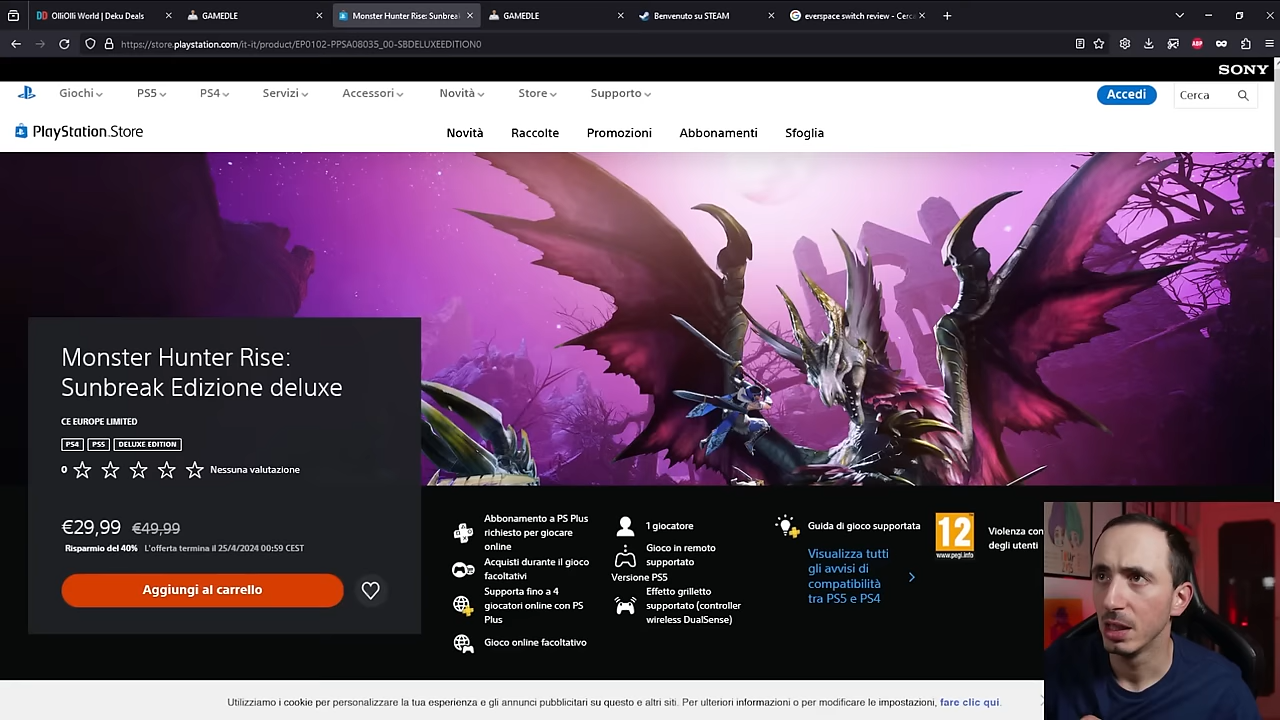 OlliOlli World | Deku Deals
GAMEDLE
Monster Hunter Rise: Sunbrea
GAMEDLE
Benvenuto su STEAM
everspace switch review - Cerca
https://store.playstation.com/it-it/product/EP0102-PPSA08035_00-SBDELUXEEDITION0
SONY
Giochi
PS5
PS4
Servizi
Accessori
Novità
Store
Supporto
Accedi
Cerca
PlayStation.Store
Novità
Raccolte
Promozioni
Abbonamenti
Sfoglia
Monster Hunter Rise:
Sunbreak Edizione deluxe
CE EUROPE LIMITED
PS4 PS5 DELUXE EDITION
0 Nessuna valutazione
€29,99 €49,99
Risparmio del 40% L'offerta termina il 25/4/2024 00:59 CEST
Aggiungi al carrello
Abbonamento a PS Plus
richiesto per giocare
online
Acquisti durante il gioco
facoltativi
Supporta fino a 4
giocatori online con PS
Plus
Gioco online facoltativo
1 giocatore
Gioco in remoto
supportato
Versione PS5
Effetto grilletto
supportato (controller
wireless DualSense)
Guida di gioco supportata
Visualizza tutti
gli avvisi di
compatibilità
tra PS5 e PS4
12
www.pegi.info
Violenza con
degli utenti
Utilizziamo i cookie per personalizzare la tua esperienza e gli annunci pubblicitari su questo e altri siti. Per ulteriori informazioni o per modificare le impostazioni, fare clic qui.